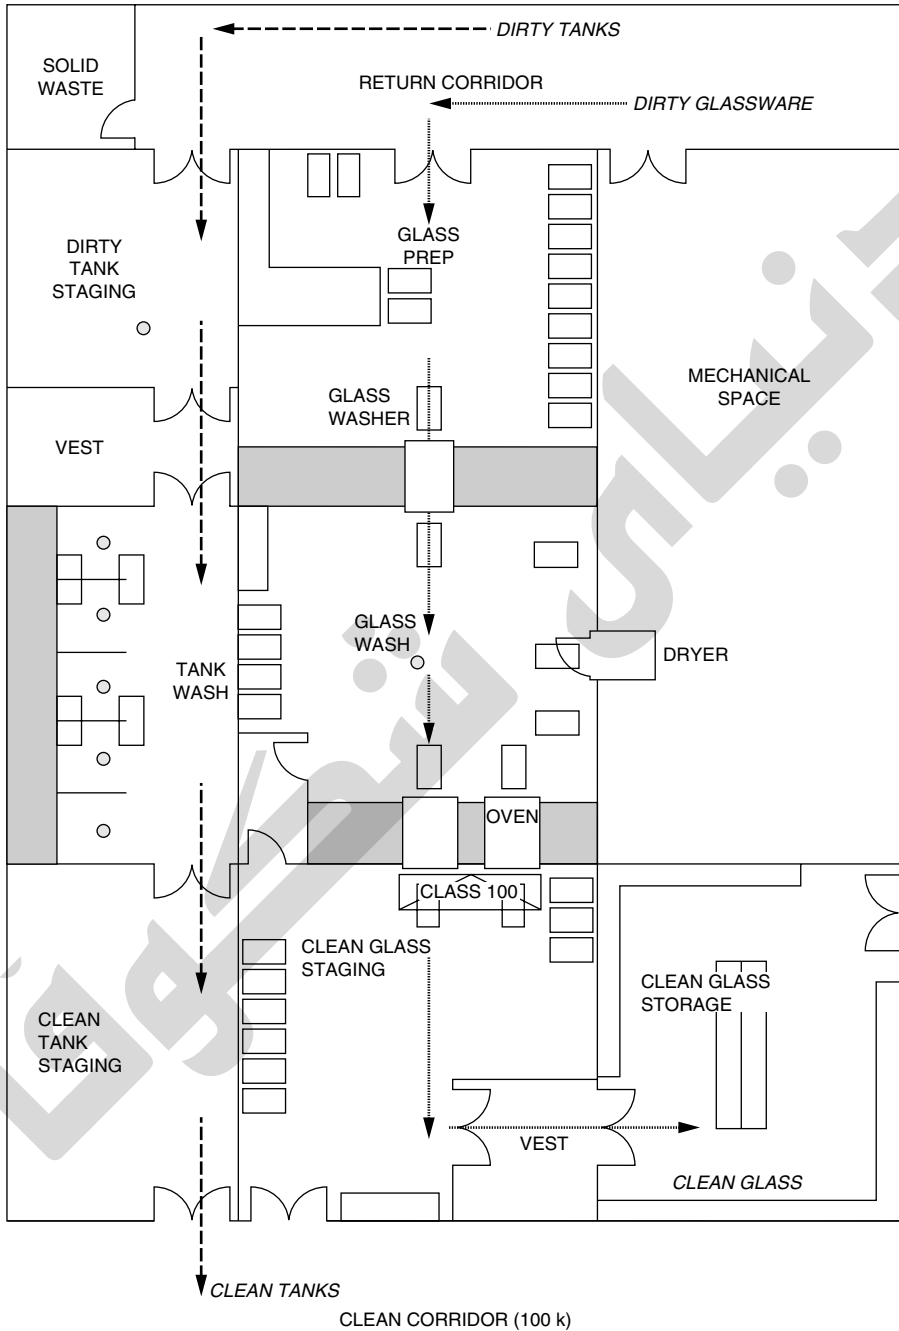 DIRTY TANKS
SOLID
WASTE
RETURN CORRIDOR
DIRTY GLASSWARE
GLASS
PREP
DIRTY
TANK
STAGING
MECHANICAL
SPACE
GLASS
WASHER
VEST
GLASS
WASH
DRYER
TANK
WASH
OVEN
CLASS 100
CLEAN GLASS
STAGING
CLEAN GLASS
STORAGE
CLEAN
TANK
STAGING
VEST
CLEAN GLASS
CLEAN TANKS
CLEAN CORRIDOR (100 k)
دنیای شکوفا